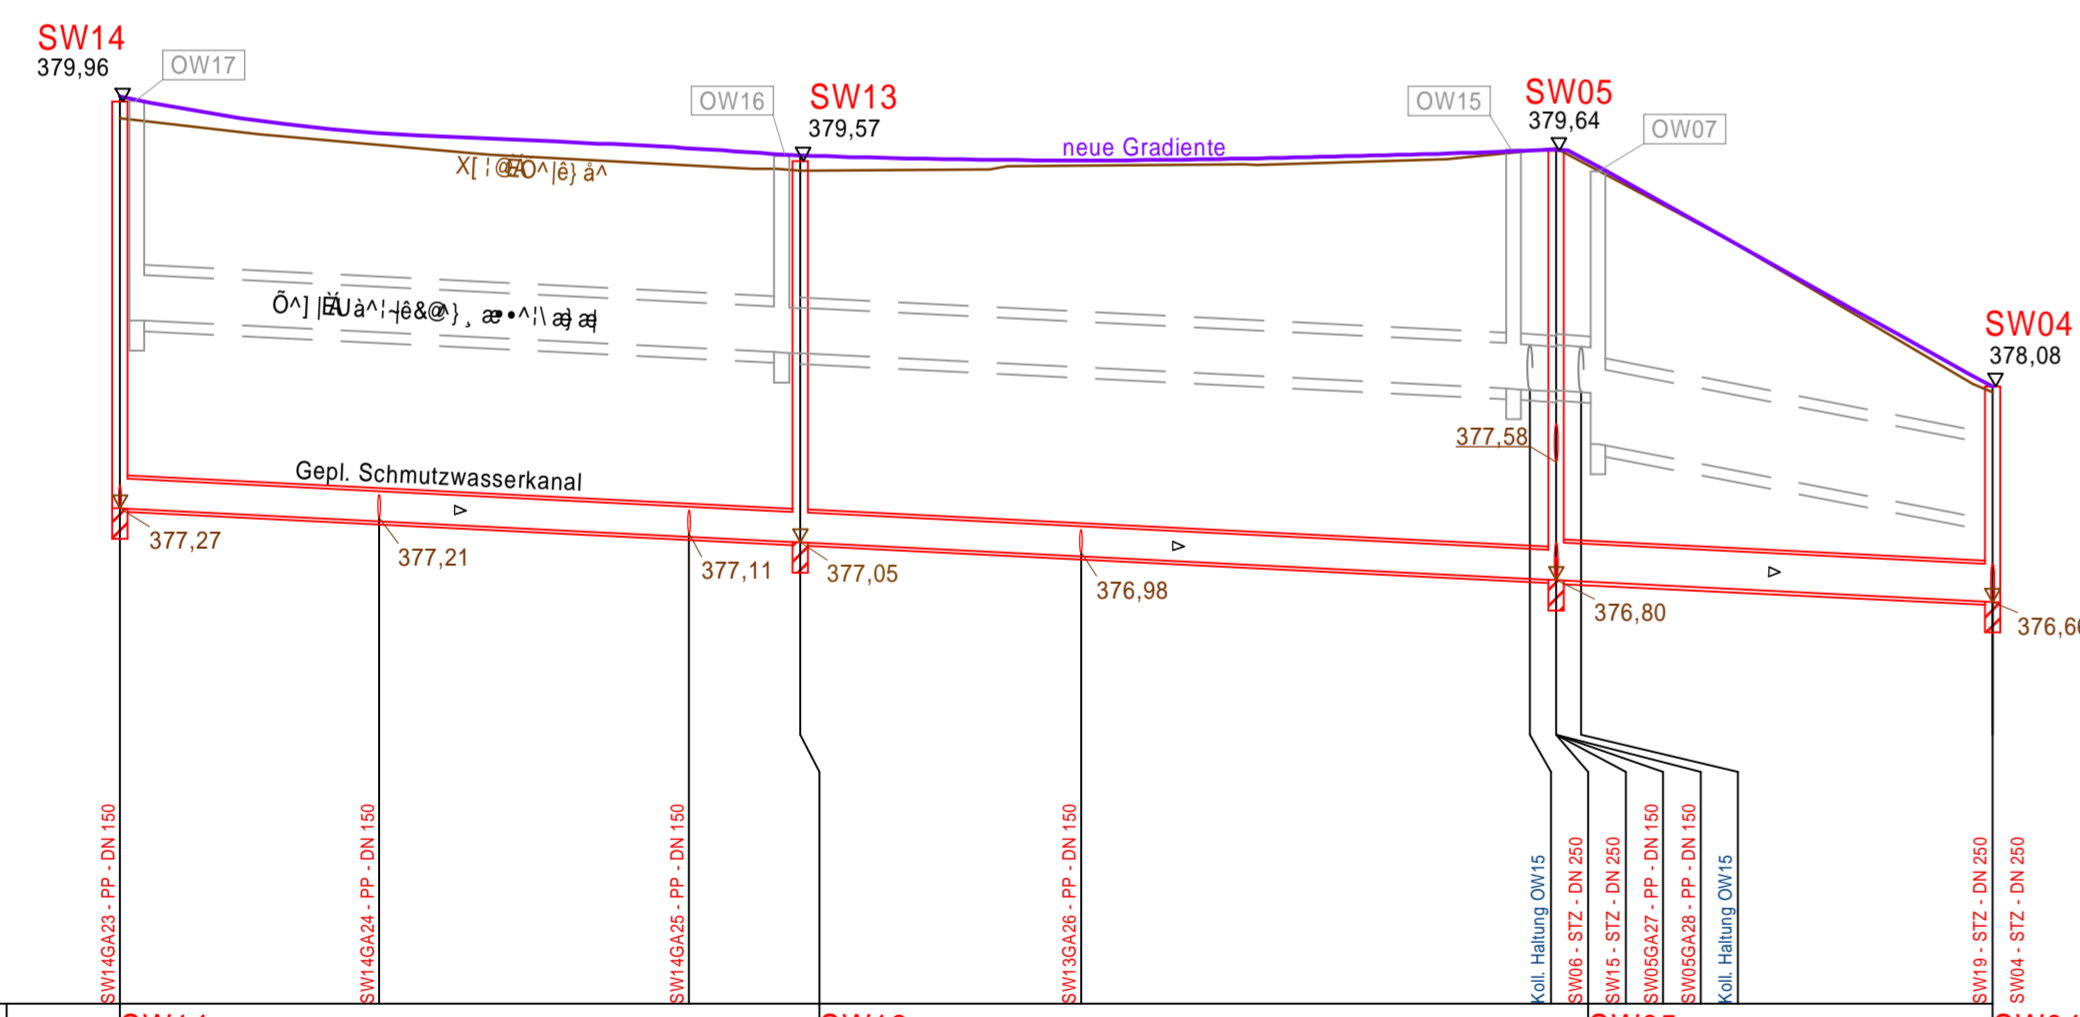 SW14
379,96
OW17
OW16
SW13
379,57
neue Gradiente
OW15
SW05
379,64
OW07
SW04
378,08
Gepl. Schmutzwasserkanal
377,58
377,27
377,21
377,11
377,05
376,98
376,80
SW14GA23 - PP - DN 150
SW14GA24 - PP - DN 150
SW14GA25 - PP - DN 150
SW13GA26 - PP - DN 150
Koll. Haltung OW15
SW06 - STZ - DN 250
SW15 - STZ - DN 250
SW05GA27 - PP - DN 150
SW05GA28 - PP - DN 150
Koll. Haltung OW15
SW19 - STZ - DN 250
SW04 - STZ - DN 250